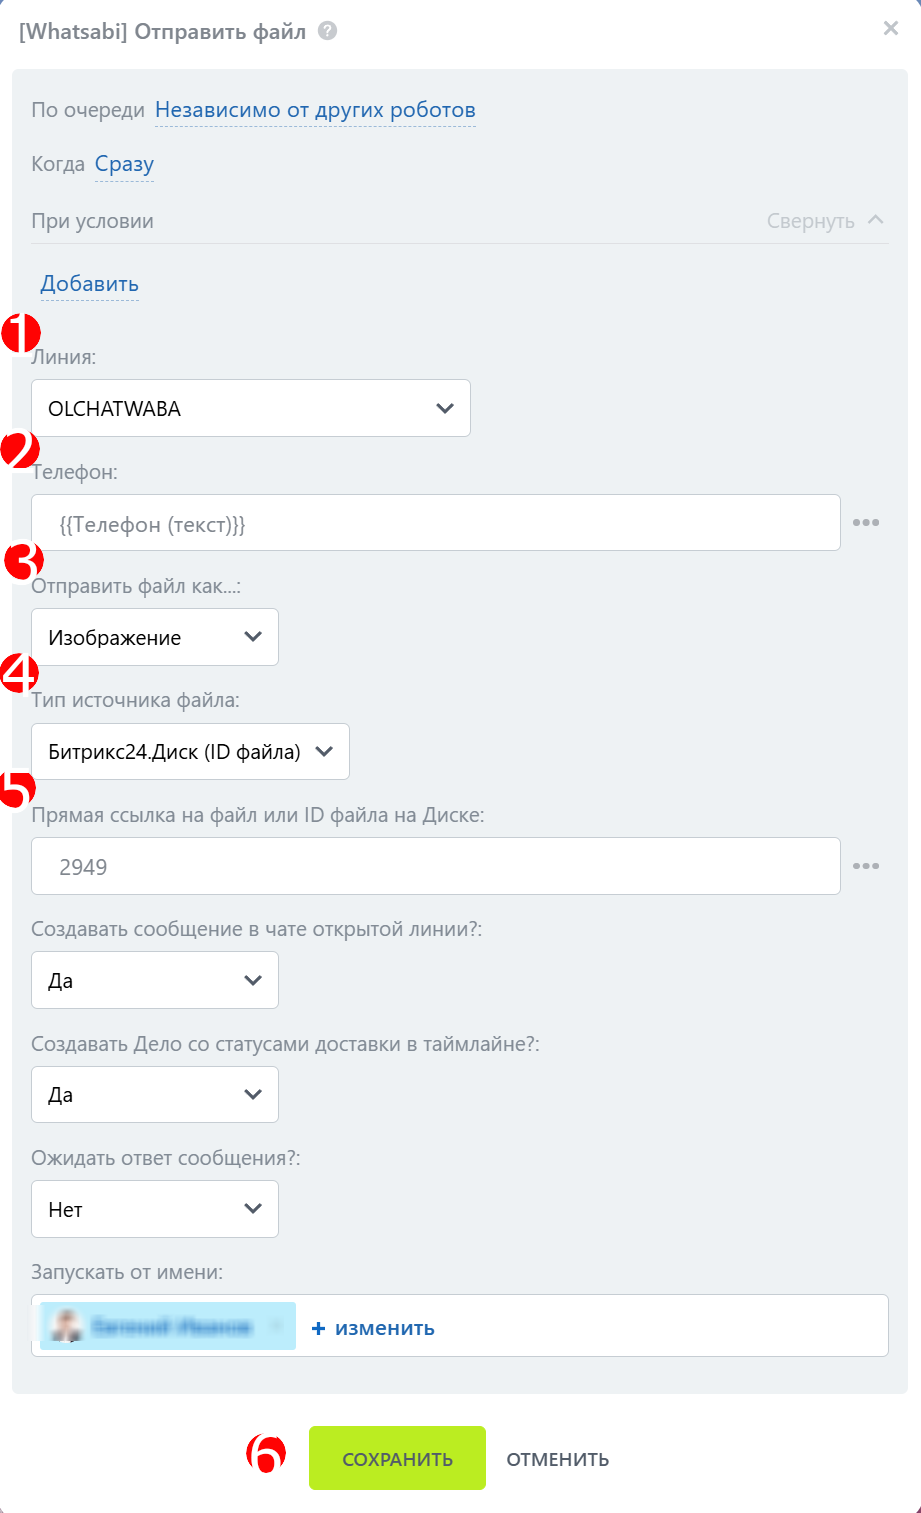 [Whatsabi] Отправить файл ?
По очереди Независимо от других роботов
Когда Сразу
При условии Свернуть
Добавить
1
Линия:
OLCHATWABA
2
Телефон:
{{Телефон (текст)}}
3
Отправить файл как...:
Изображение
4
Тип источника файла:
Битрикс24.Диск (ID файла)
5
Прямая ссылка на файл или ID файла на Диске:
2949
Создавать сообщение в чате открытой линии?:
Да
Создавать Дело со статусами доставки в таймлайне?:
Да
Ожидать ответ сообщения?:
Нет
Запускать от имени:
+ изменить
6 СОХРАНИТЬ ОТМЕНИТЬ